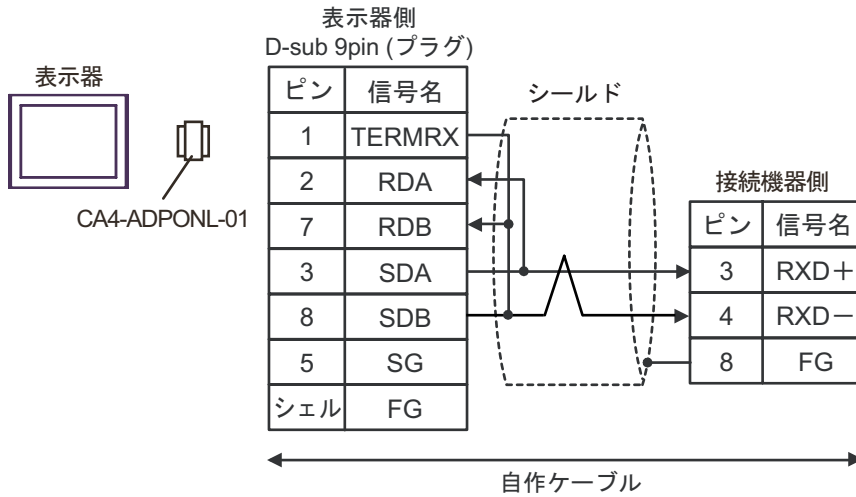 表示器側
D-sub 9pin (プラグ)
表示器
CA4-ADPONL-01
ピン 信号名
1 TERMRX
2 RDA
7 RDB
3 SDA
8 SDB
5 SG
シェル FG
シールド
接続機器側
ピン 信号名
3 RXD＋
4 RXD－
8 FG
自作ケーブル